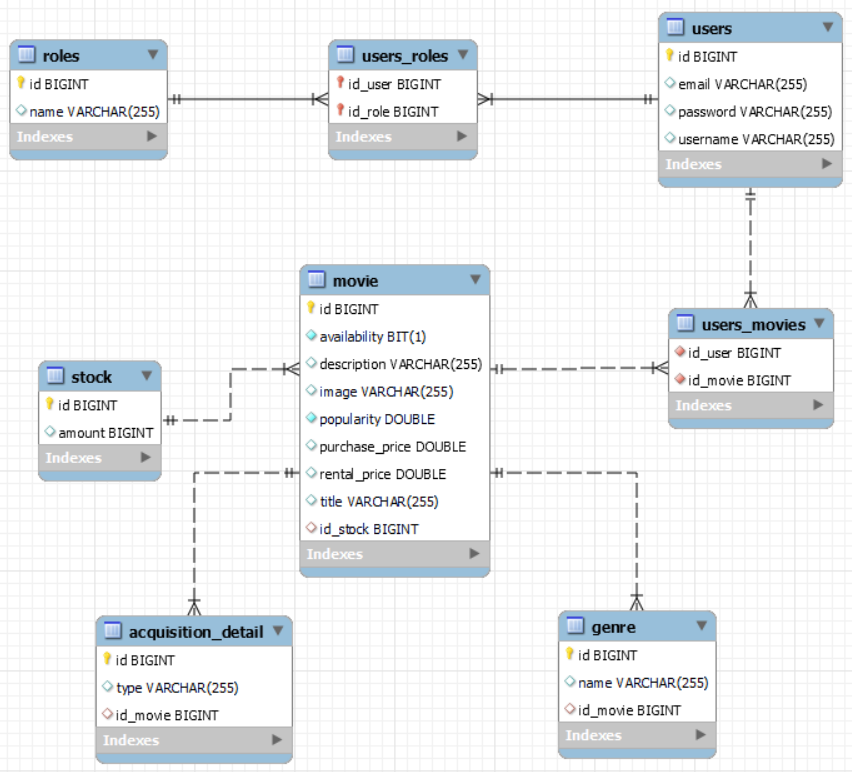 roles
id BIGINT
name VARCHAR(255)
Indexes
users_roles
id_user BIGINT
id_role BIGINT
Indexes
users
id BIGINT
email VARCHAR(255)
password VARCHAR(255)
username VARCHAR(255)
Indexes
movie
id BIGINT
availability BIT(1)
description VARCHAR(255)
image VARCHAR(255)
popularity DOUBLE
purchase_price DOUBLE
rental_price DOUBLE
title VARCHAR(255)
id_stock BIGINT
Indexes
users_movies
id_user BIGINT
id_movie BIGINT
Indexes
stock
id BIGINT
amount BIGINT
Indexes
acquisition_detail
id BIGINT
type VARCHAR(255)
id_movie BIGINT
Indexes
genre
id BIGINT
name VARCHAR(255)
id_movie BIGINT
Indexes